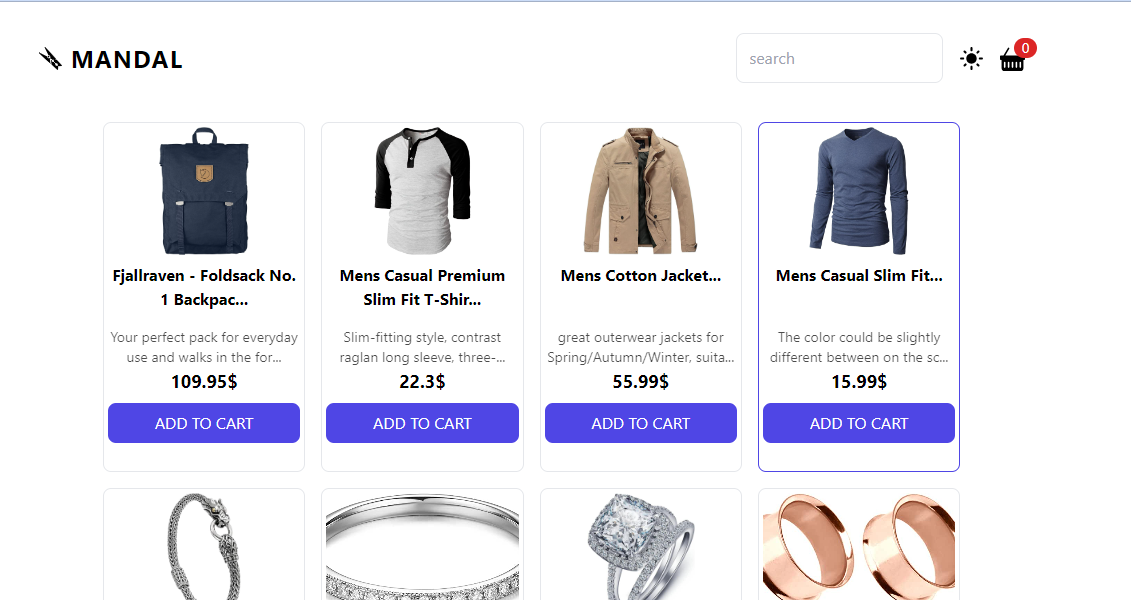 MANDAL
search
0
Fjallraven - Foldsack No.
1 Backpac...
Your perfect pack for everyday
use and walks in the for...
109.95$
ADD TO CART
Mens Casual Premium
Slim Fit T-Shir...
Slim-fitting style, contrast
raglan long sleeve, three-...
22.3$
ADD TO CART
Mens Cotton Jacket...
great outerwear jackets for
Spring/Autumn/Winter, suita...
55.99$
ADD TO CART
Mens Casual Slim Fit...
The color could be slightly
different between on the sc...
15.99$
ADD TO CART